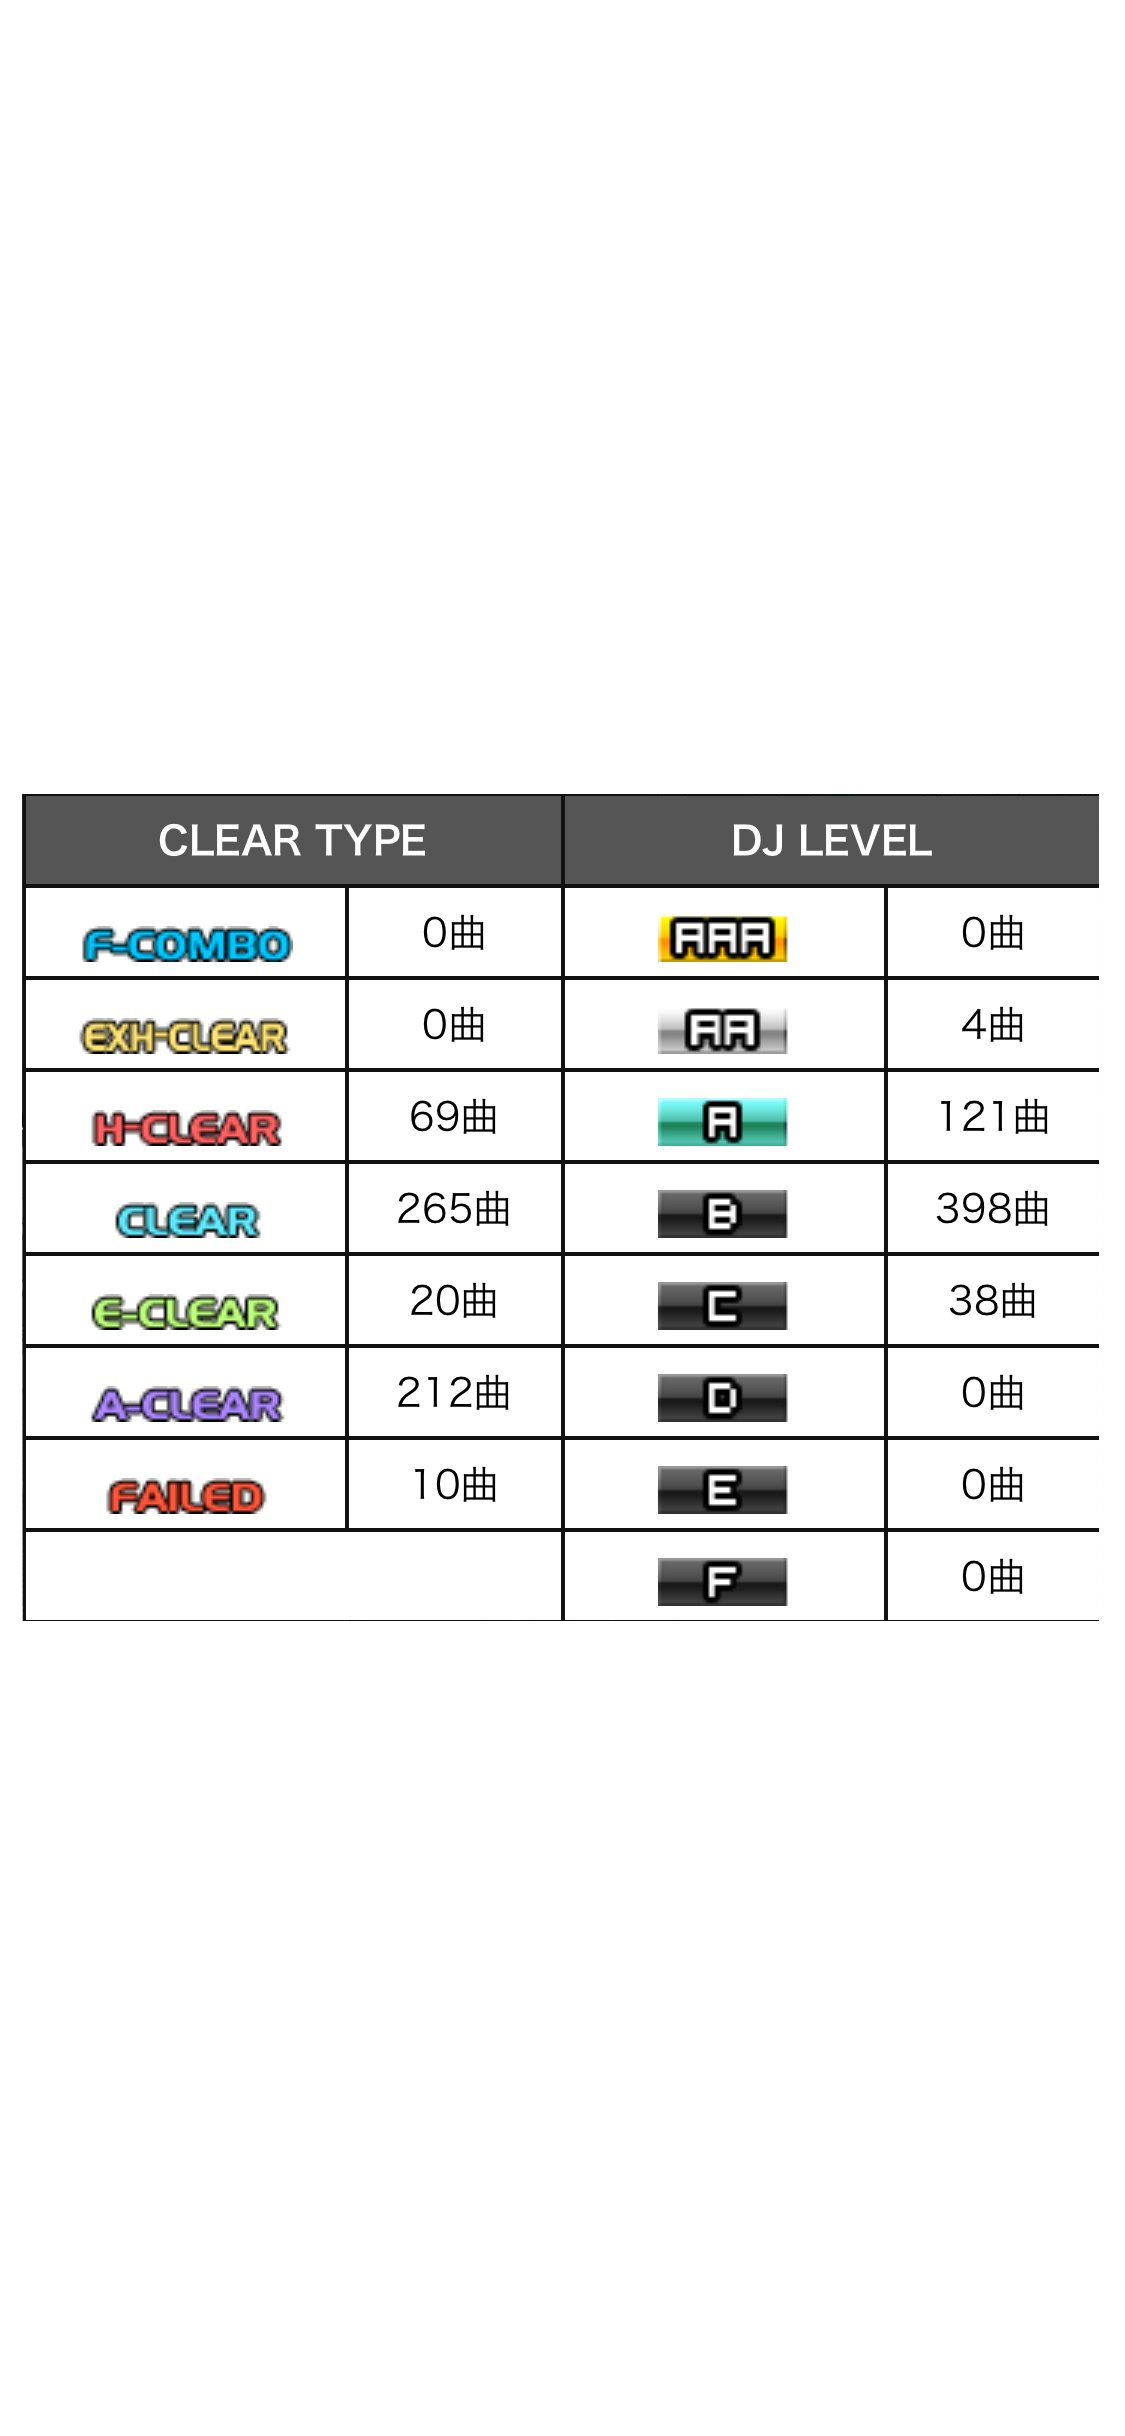 CLEAR TYPE DJ LEVEL
F-COMBO 0曲 AAA 0曲
EXH-CLEAR 0曲 AA 4曲
H-CLEAR 69曲 A 121曲
CLEAR 265曲 B 398曲
E-CLEAR 20曲 C 38曲
A-CLEAR 212曲 D 0曲
FAILED 10曲 E 0曲
F 0曲